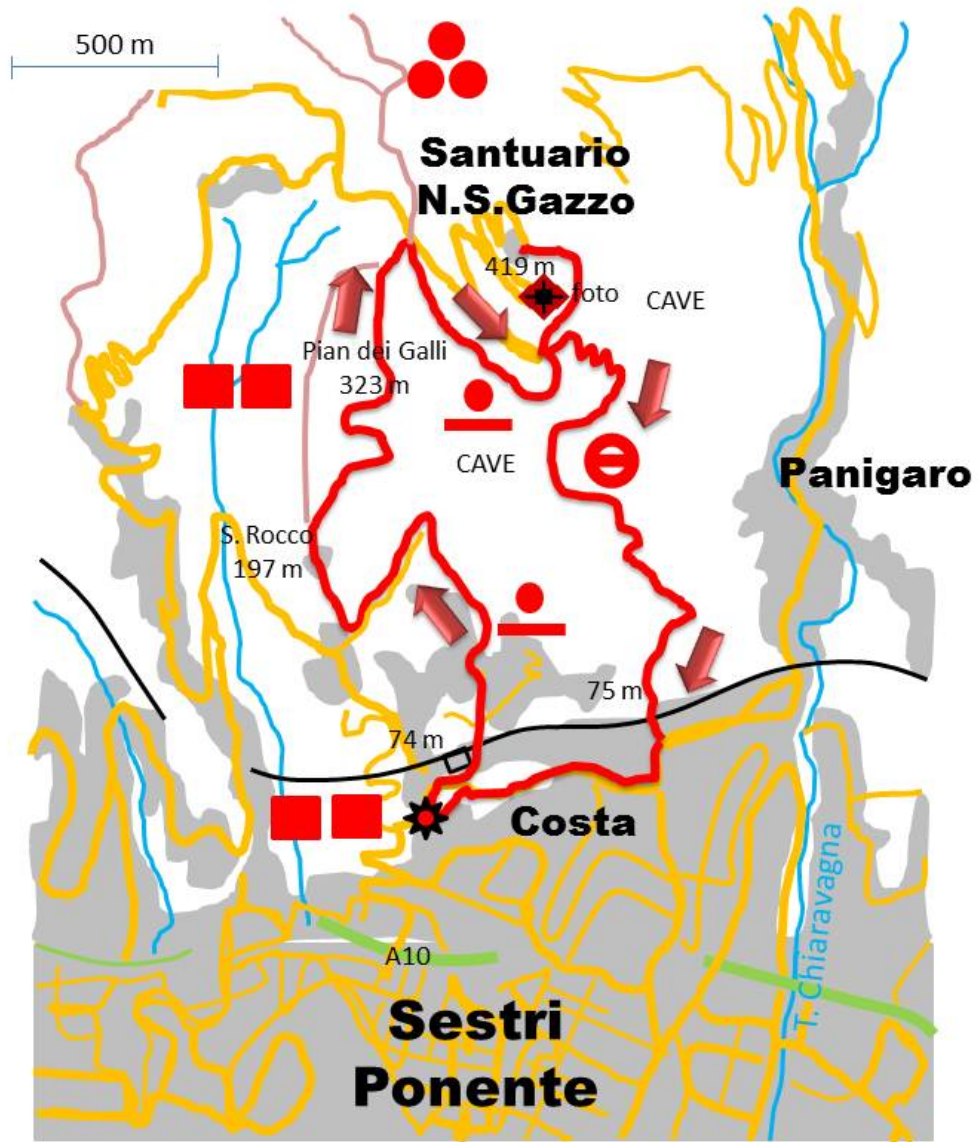 500 m
Santuario
N.S.Gazzo
419 m
foto
CAVE
Pian dei Galli
323 m
CAVE
Panigaro
S. Rocco
197 m
75 m
74 m
Costa
T. Chiaravagna
A10
Sestri
Ponente